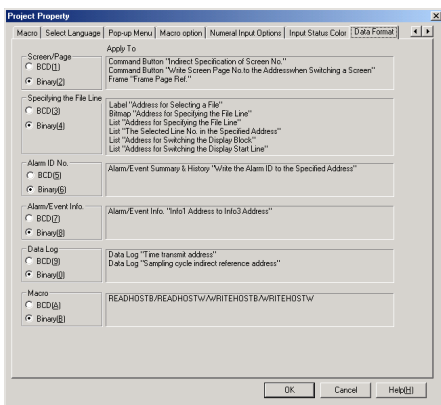 Project Property
Macro Select Language Pop-up Menu Macro option Numeral Input Options Input Status Color Data Format
Apply To
Screen/Page
BCD(1)
Binary(2)
Command Button "Indirect Specification of Screen No."
Command Button "Write Screen Page No.to the Addresswhen Switching a Screen"
Frame "Frame Page Ref."
Specifying the File Line
BCD(3)
Binary(4)
Label "Address for Selecting a File"
Bitmap "Address for Specifying the File Line"
List "Address for Specifying the File Line"
List "The Selected Line No. in the Specified Address"
List "Address for Switching the Display Block"
List "Address for Switching the Display Start Line"
Alarm ID No.
BCD(5)
Binary(6)
Alarm/Event Summary & History "Write the Alarm ID to the Specified Address"
Alarm/Event Info.
BCD(7)
Binary(8)
Alarm/Event Info. "Info1 Address to Info3 Address"
Data Log
BCD(9)
Binary(0)
Data Log "Time transmit address"
Data Log "Sampling cycle indirect reference address"
Macro
BCD(A)
Binary(B)
READHOSTB/READHOSTW/WRITEHOSTB/WRITEHOSTW
OK Cancel Help(H)